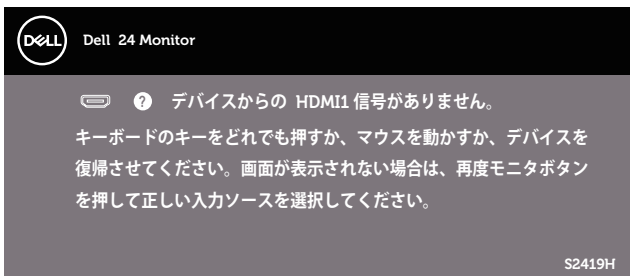 DELL Dell 24 Monitor
? デバイスからの HDMI1 信号がありません。
キーボードのキーをどれでも押すか、マウスを動かすか、デバイスを
復帰させてください。画面が表示されない場合は、再度モニタボタン
を押して正しい入力ソースを選択してください。
S2419H